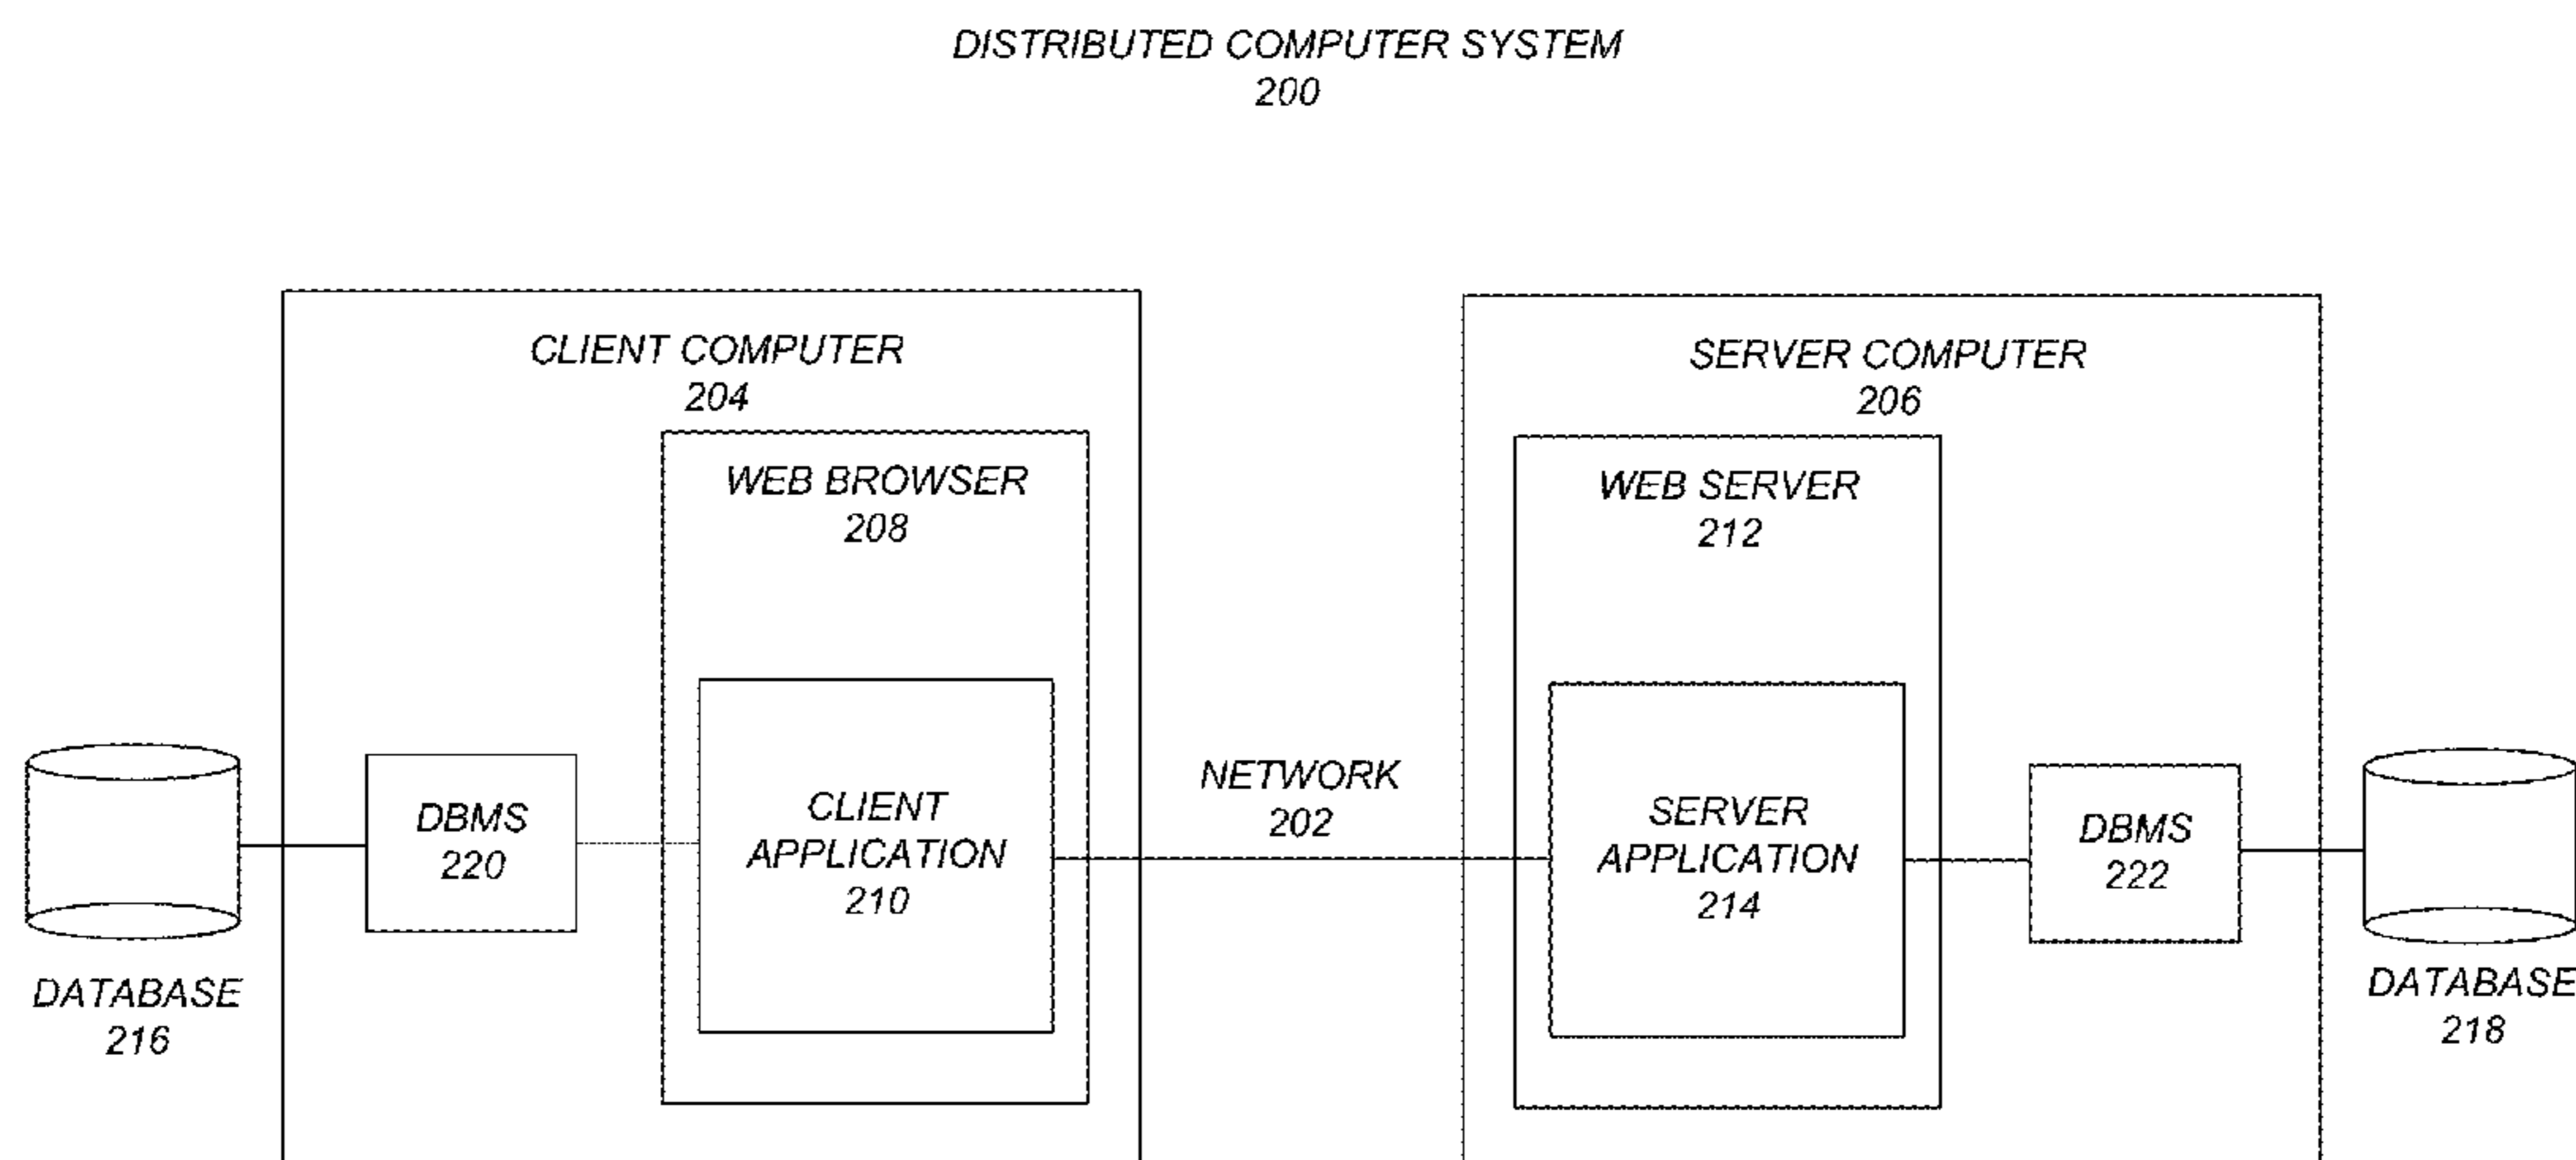 DISTRIBUTED COMPUTER SYSTEM
200
CLIENT COMPUTER
204
WEB BROWSER
208
CLIENT
APPLICATION
210
DBMS
220
DATABASE
216
NETWORK
202
SERVER COMPUTER
206
WEB SERVER
212
SERVER
APPLICATION
214
DBMS
222
DATABASE
218